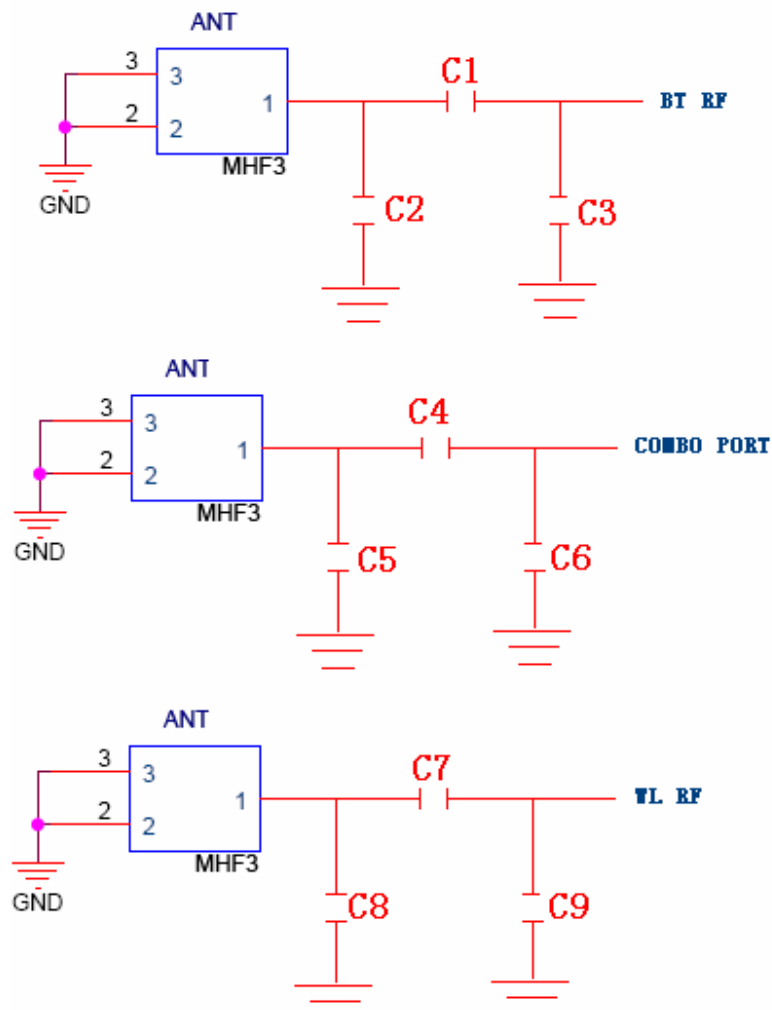 ANT
C1
3
3
1
BT RF
2
2
MHF3
GND
C2
C3
ANT
C4
3
3
1
COMBO PORT
2
2
MHF3
GND
C5
C6
ANT
C7
3
3
1
WL RF
2
2
MHF3
GND
C8
C9